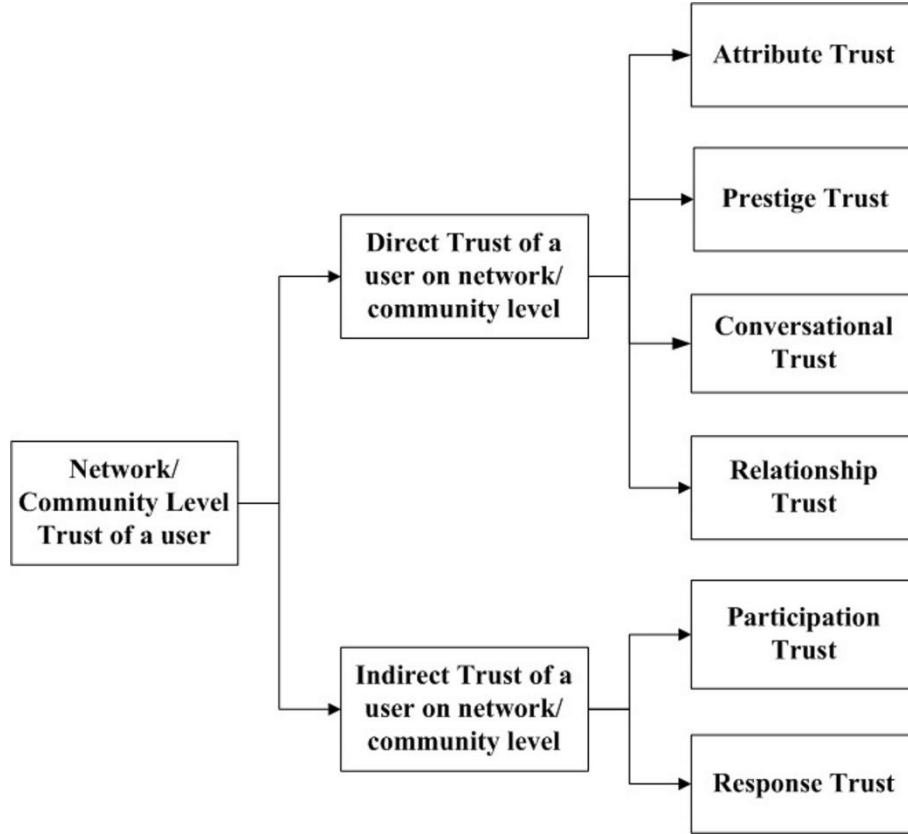 Attribute Trust
Prestige Trust
Direct Trust of a
user on network/
community level
Conversational
Trust
Network/
Community Level
Trust of a user
Relationship
Trust
Participation
Trust
Indirect Trust of a
user on network/
community level
Response Trust